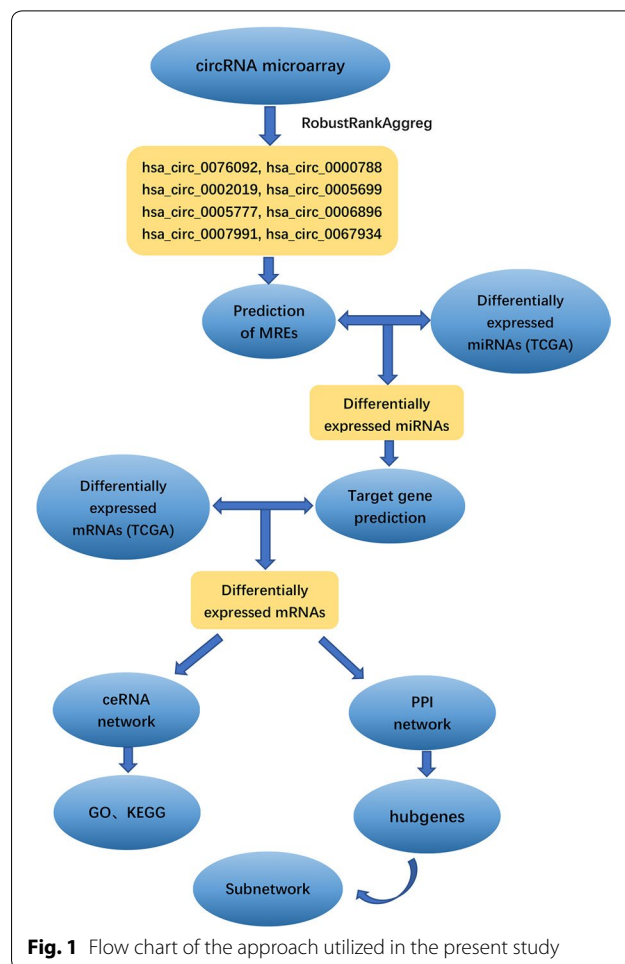 circRNA microarray
RobustRankAggreg
hsa_circ_0076092, hsa_circ_0000788
hsa_circ_0002019, hsa_circ_0005699
hsa_circ_0005777, hsa_circ_0006896
hsa_circ_0007991, hsa_circ_0067934
Prediction
of MREs
Differentially
expressed
miRNAs (TCGA)
Differentially
expressed miRNAs
Differentially
expressed
mRNAs (TCGA)
Target gene
prediction
Differentially
expressed mRNAs
ceRNA
network
PPI
network
GO、KEGG
hubgenes
Subnetwork
Fig. 1 Flow chart of the approach utilized in the present study